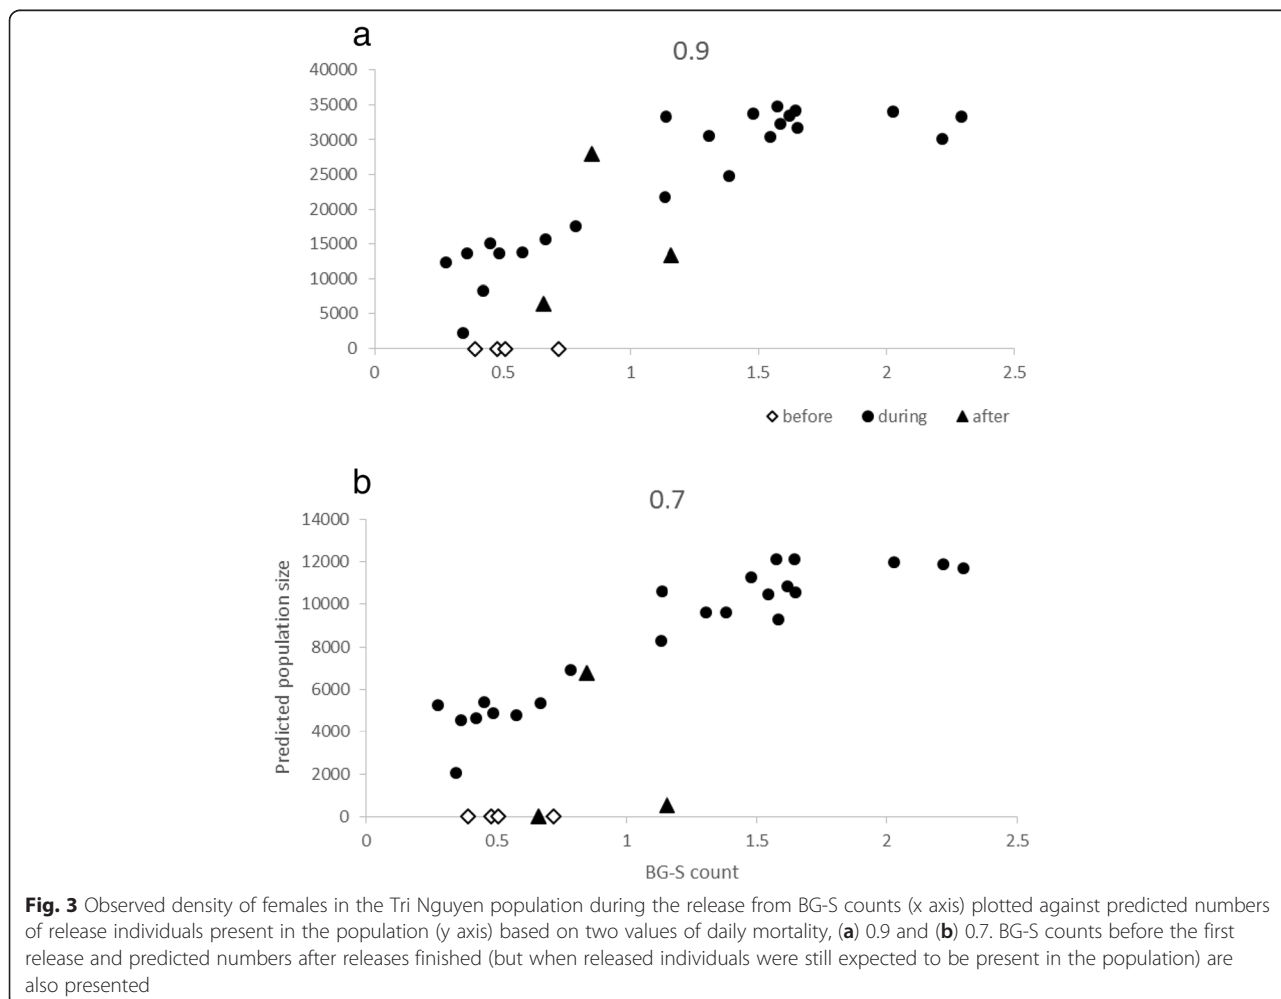 a
0.9
40000
35000
30000
25000
20000
15000
10000
5000
0
0 0.5 1 1.5 2 2.5
before during after
b
0.7
14000
12000
10000
8000
6000
4000
2000
0
Predicted population size
0 0.5 1 1.5 2 2.5
BG-S count
Fig. 3 Observed density of females in the Tri Nguyen population during the release from BG-S counts (x axis) plotted against predicted numbers
of release individuals present in the population (y axis) based on two values of daily mortality, (a) 0.9 and (b) 0.7. BG-S counts before the first
release and predicted numbers after releases finished (but when released individuals were still expected to be present in the population) are
also presented